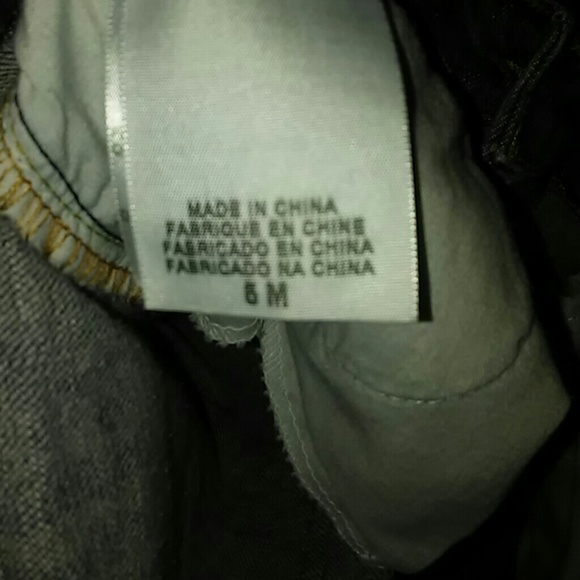 MADE IN CHINA
FABRIQUE EN CHINE
FABRICADO EN CHINA
FABRICADO NA CHINA
6 M